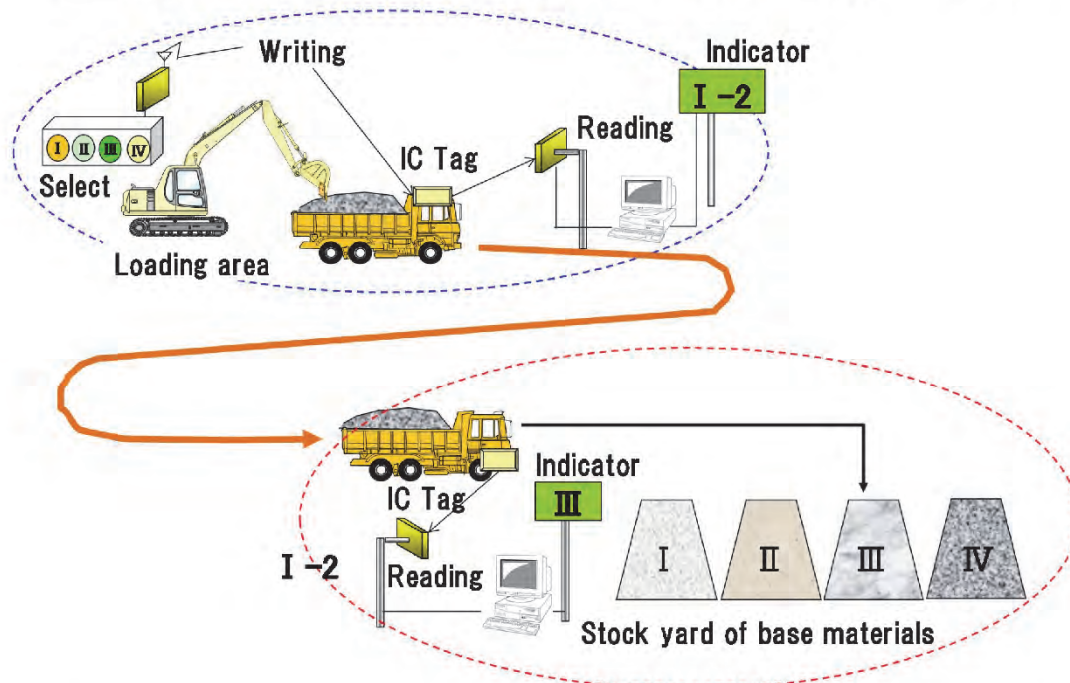 Writing
Indicator
Ⅰ-2
Reading
IC Tag
Ⅰ Ⅱ Ⅲ Ⅳ
Select
Loading area
Indicator
Ⅲ
IC Tag
Ⅰ-2
Reading
Ⅰ Ⅱ Ⅲ Ⅳ
Stock yard of base materials